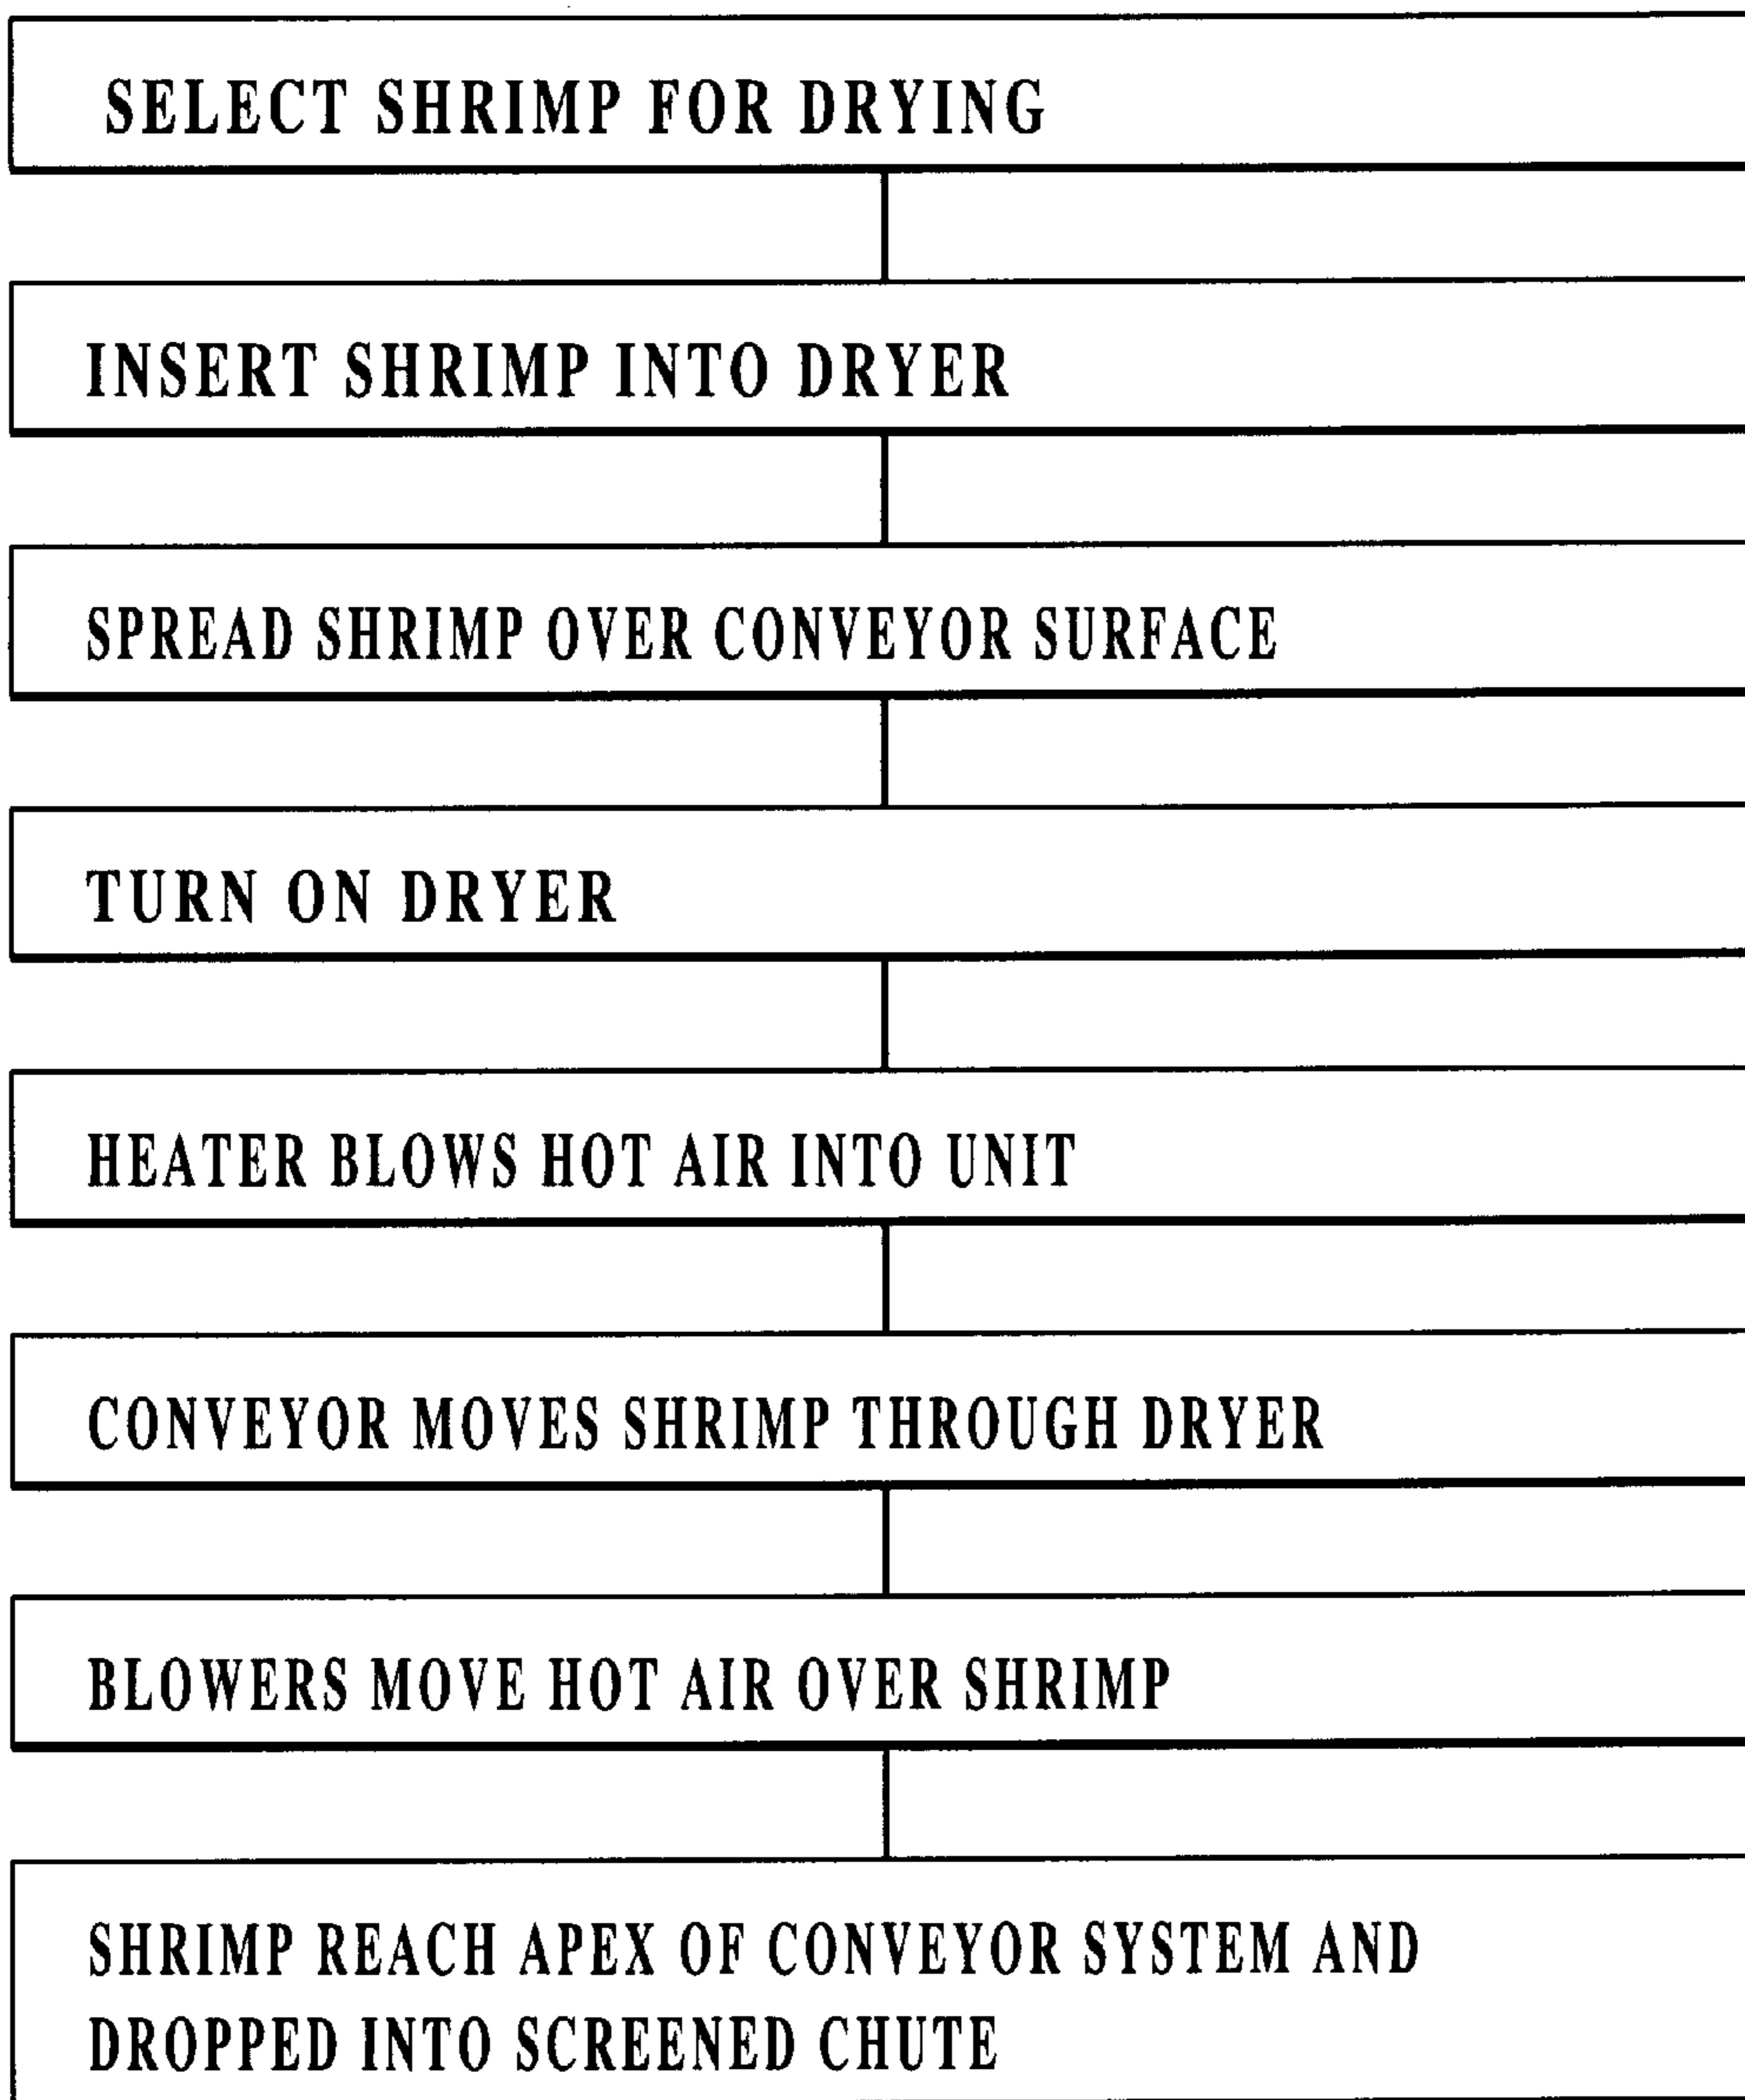 SELECT SHRIMP FOR DRYING
INSERT SHRIMP INTO DRYER
SPREAD SHRIMP OVER CONVEYOR SURFACE
TURN ON DRYER
HEATER BLOWS HOT AIR INTO UNIT
CONVEYOR MOVES SHRIMP THROUGH DRYER
BLOWERS MOVE HOT AIR OVER SHRIMP
SHRIMP REACH APEX OF CONVEYOR SYSTEM AND
DROPPED INTO SCREENED CHUTE